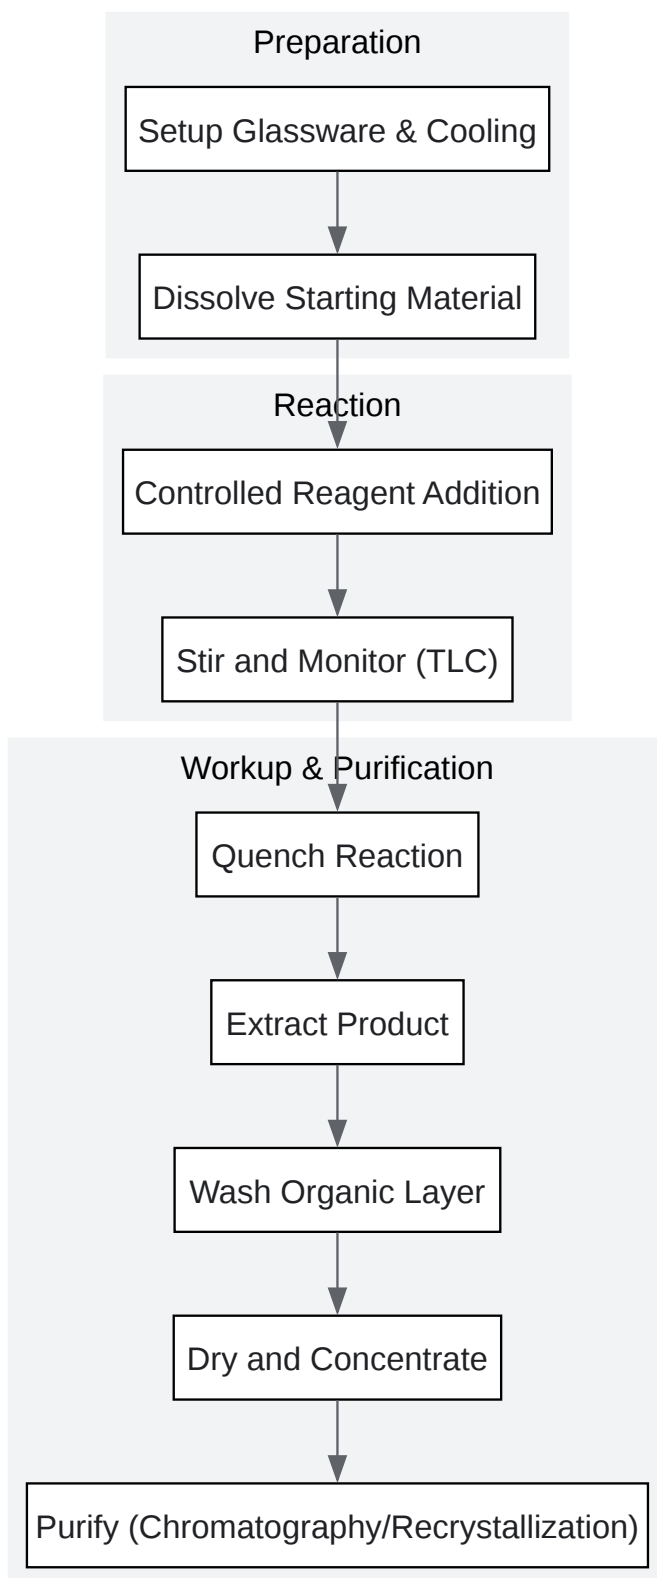 Preparation
Setup Glassware & Cooling
Dissolve Starting Material
Reaction
Controlled Reagent Addition
Stir and Monitor (TLC)
Workup & Purification
Quench Reaction
Extract Product
Wash Organic Layer
Dry and Concentrate
Purify (Chromatography/Recrystallization)